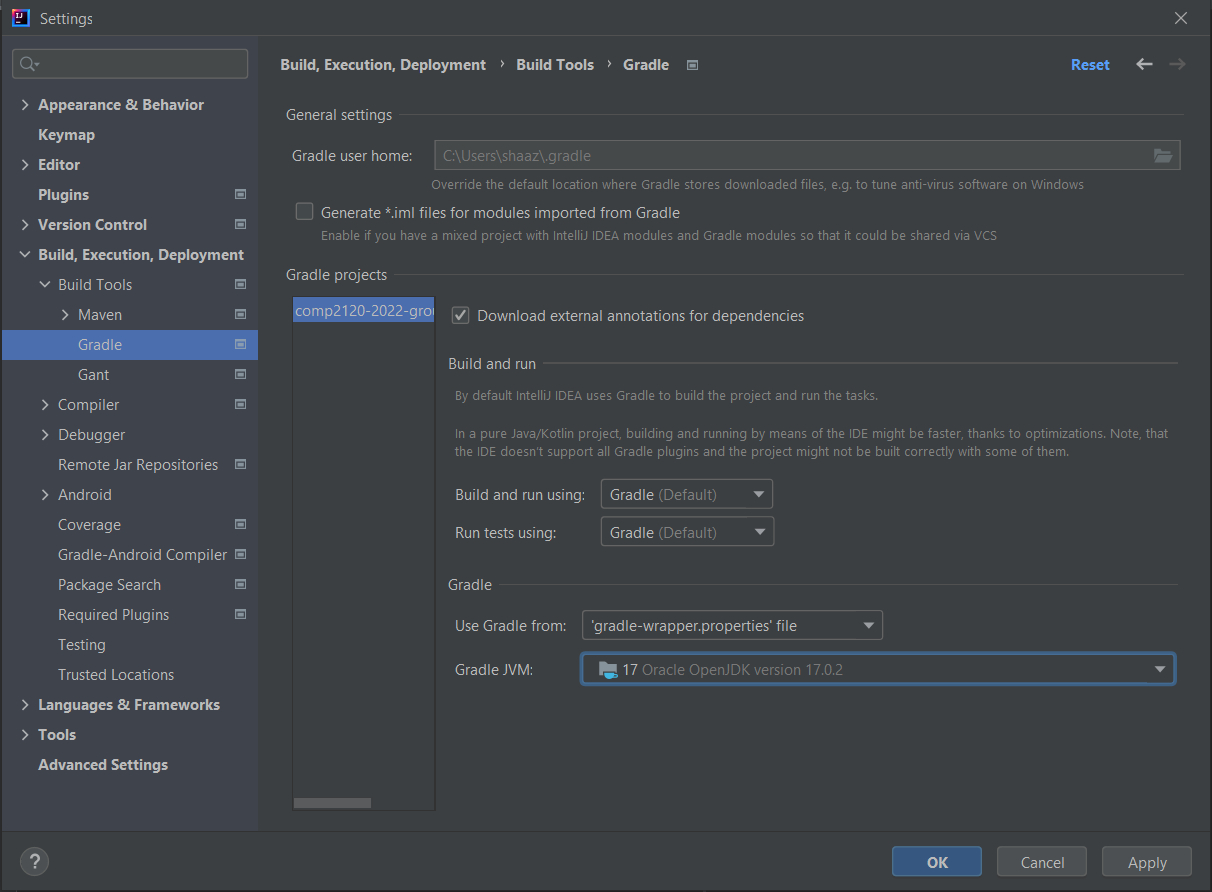 Settings
Appearance & Behavior
Keymap
Editor
Plugins
Version Control
Build, Execution, Deployment
Build Tools
Maven
Gradle
Gant
Compiler
Debugger
Remote Jar Repositories
Android
Coverage
Gradle-Android Compiler
Package Search
Required Plugins
Testing
Trusted Locations
Languages & Frameworks
Tools
Advanced Settings
Build, Execution, Deployment › Build Tools › Gradle
Reset
General settings
Gradle user home: C:\Users\shaaz\.gradle
Override the default location where Gradle stores downloaded files, e.g. to tune anti-virus software on Windows
Generate *.iml files for modules imported from Gradle
Enable if you have a mixed project with IntelliJ IDEA modules and Gradle modules so that it could be shared via VCS
Gradle projects
comp2120-2022-grou
Download external annotations for dependencies
Build and run
By default IntelliJ IDEA uses Gradle to build the project and run the tasks.
In a pure Java/Kotlin project, building and running by means of the IDE might be faster, thanks to optimizations. Note, that
the IDE doesn't support all Gradle plugins and the project might not be built correctly with some of them.
Build and run using: Gradle (Default)
Run tests using: Gradle (Default)
Gradle
Use Gradle from: 'gradle-wrapper.properties' file
Gradle JVM: 17 Oracle OpenJDK version 17.0.2
?
OK
Cancel
Apply